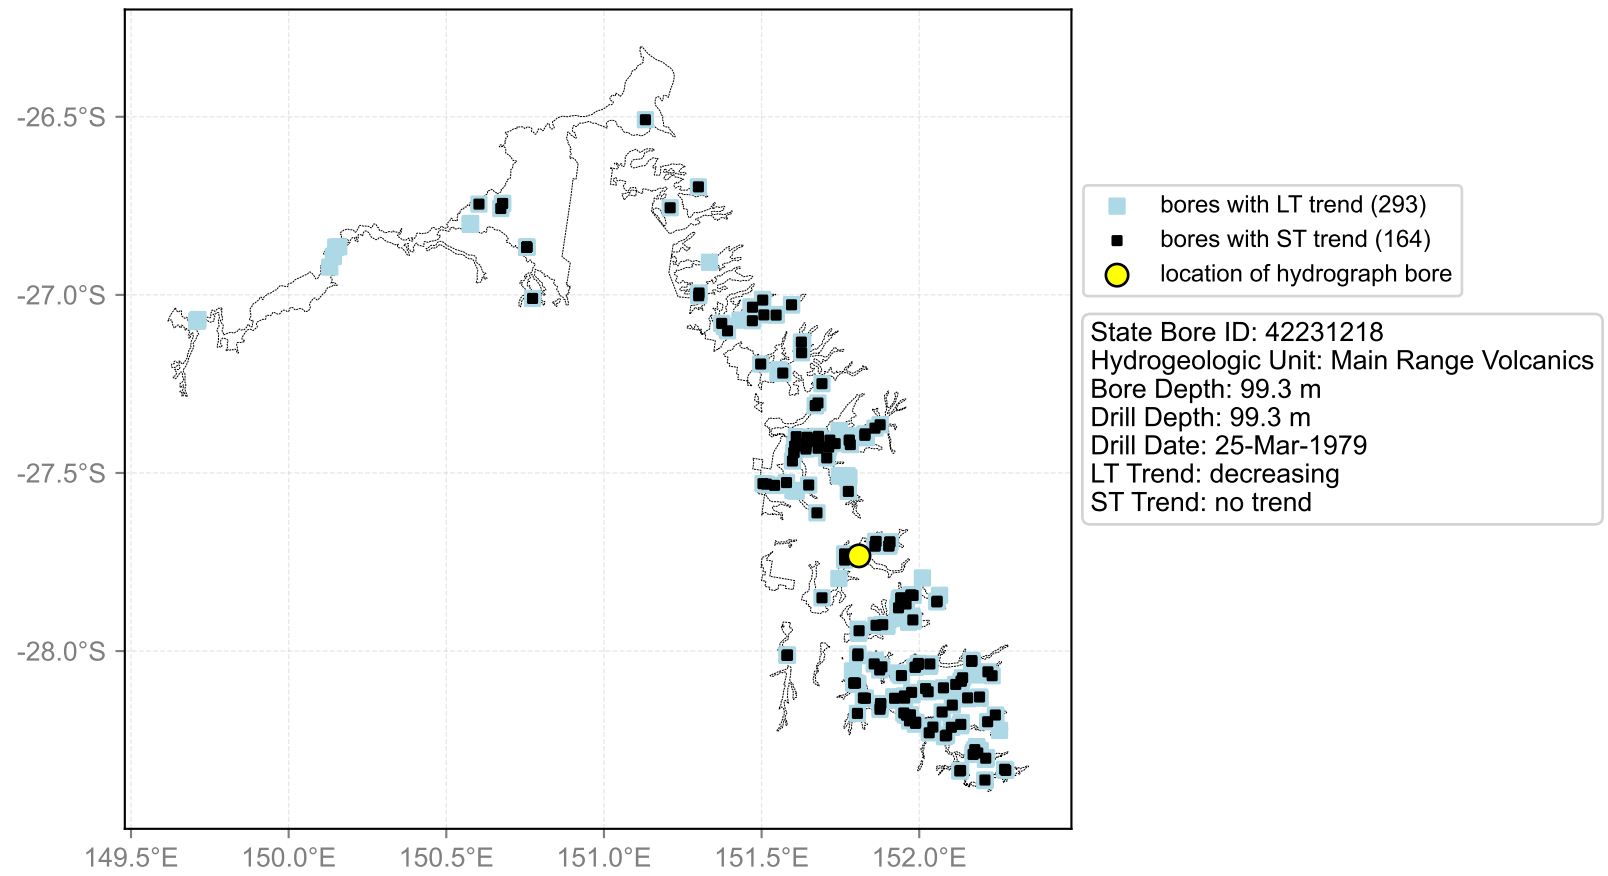 -26.5°S
-27.0°S
-27.5°S
-28.0°S
149.5°E
150.0°E
150.5°E
151.0°E
151.5°E
152.0°E
bores with LT trend (293)
bores with ST trend (164)
location of hydrograph bore
State Bore ID: 42231218
Hydrogeologic Unit: Main Range Volcanics
Bore Depth: 99.3 m
Drill Depth: 99.3 m
Drill Date: 25-Mar-1979
LT Trend: decreasing
ST Trend: no trend